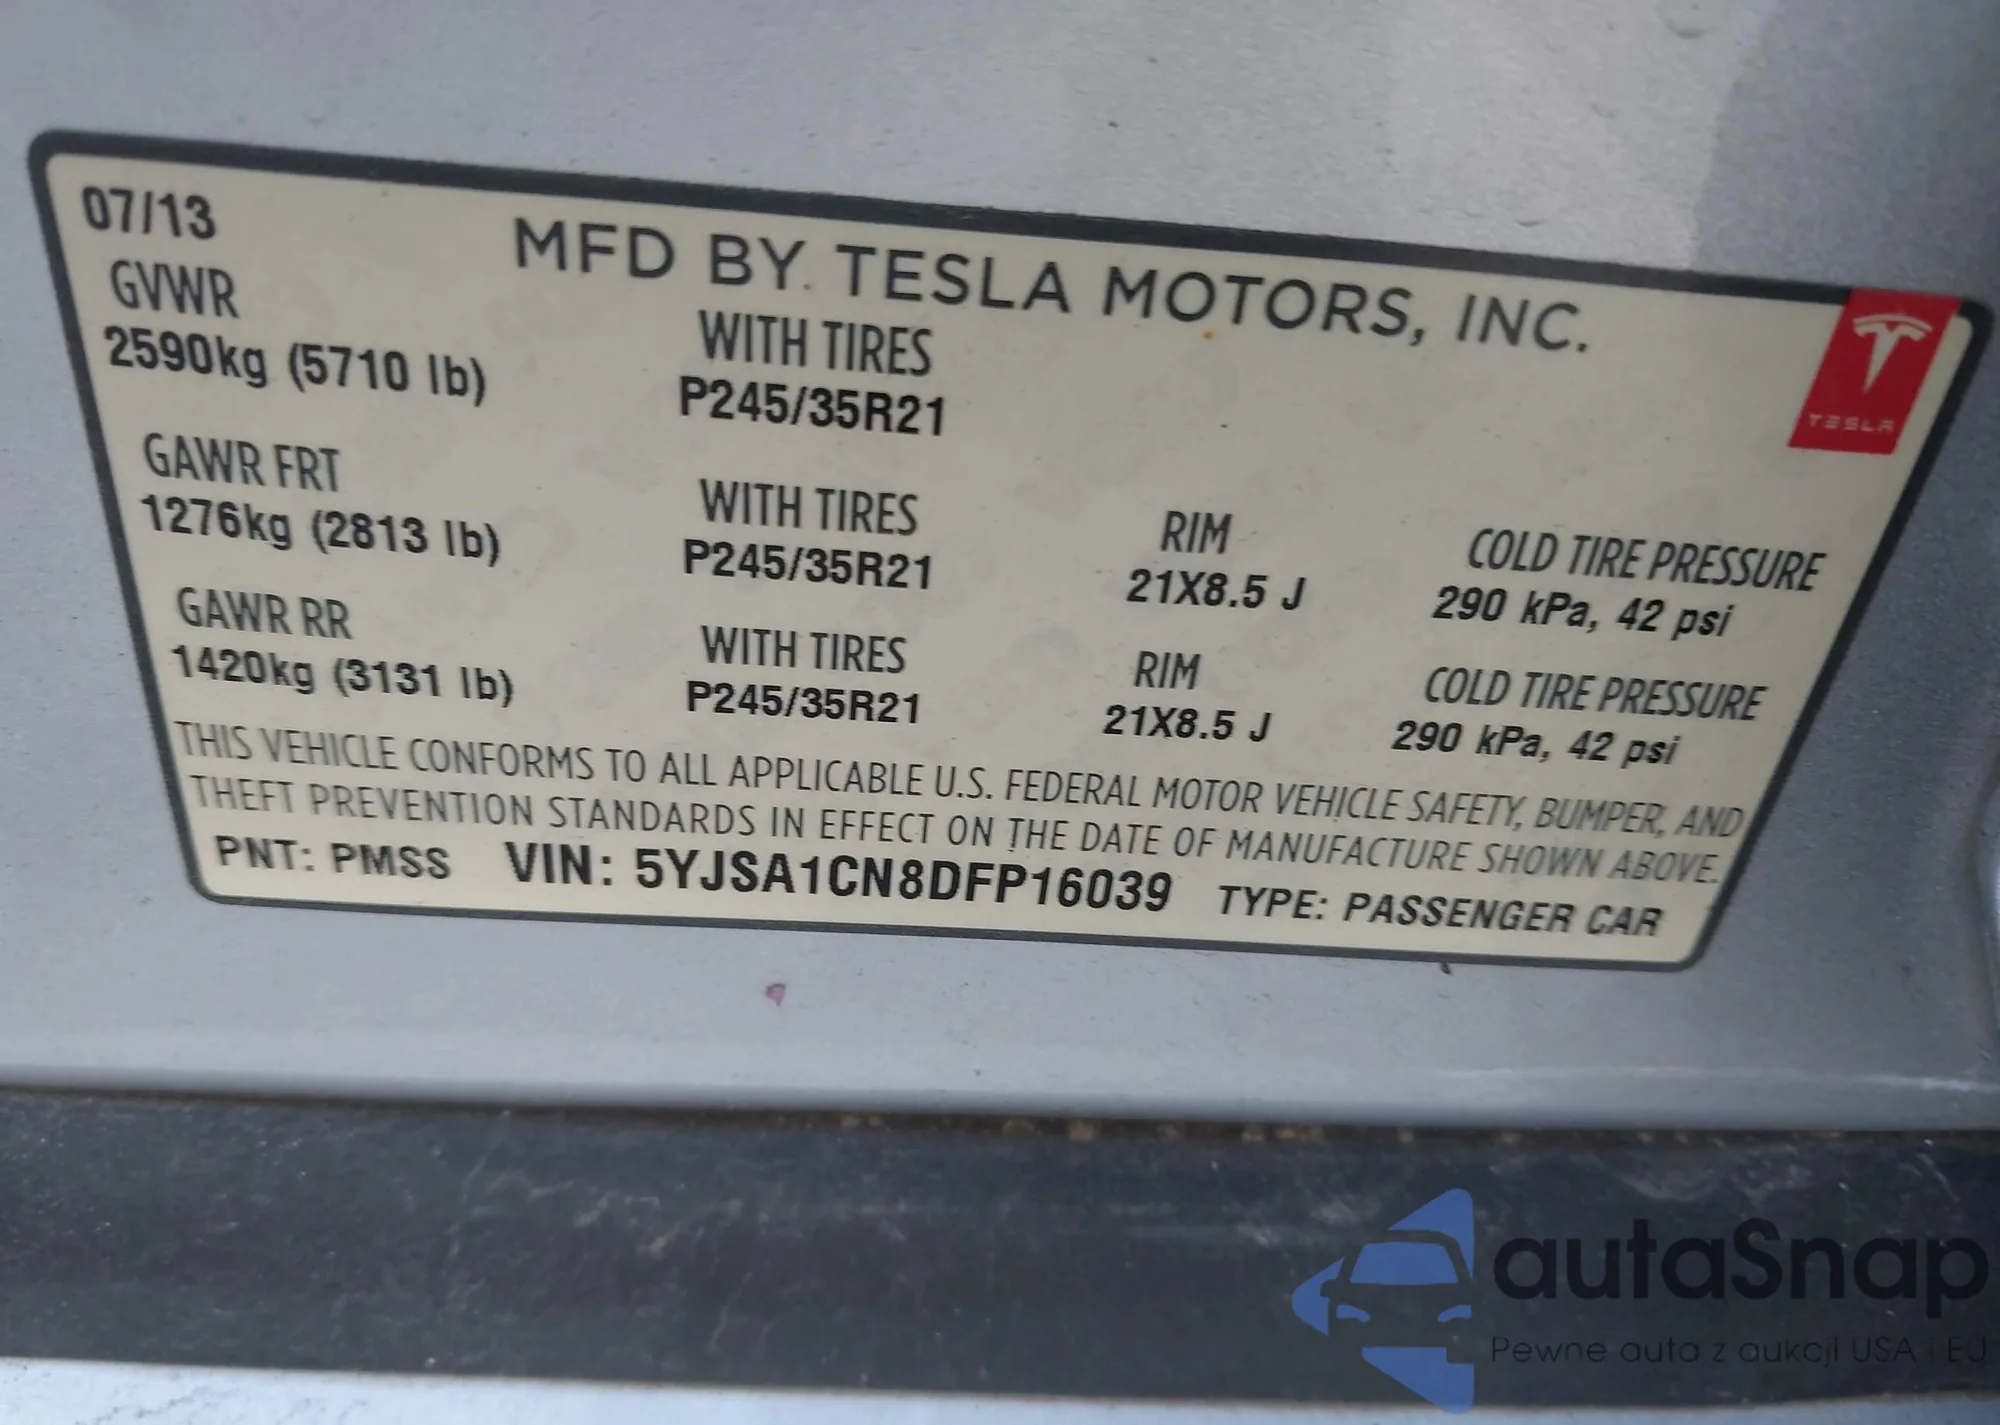 07/13
MFD BY TESLA MOTORS, INC.
TESLA
GVWR
2590kg (5710 lb)
WITH TIRES
P245/35R21
GAWR FRT
1276kg (2813 lb)
WITH TIRES
P245/35R21
RIM
21X8.5 J
COLD TIRE PRESSURE
290 kPa, 42 psi
GAWR RR
1420kg (3131 lb)
WITH TIRES
P245/35R21
RIM
21X8.5 J
COLD TIRE PRESSURE
290 kPa, 42 psi
THIS VEHICLE CONFORMS TO ALL APPLICABLE U.S. FEDERAL MOTOR VEHICLE SAFETY, BUMPER, AND
THEFT PREVENTION STANDARDS IN EFFECT ON THE DATE OF MANUFACTURE SHOWN ABOVE.
PNT: PMSS VIN: 5YJSA1CN8DFP16039 TYPE: PASSENGER CAR
autaSnap
Pewne auta z aukcji USA i EU